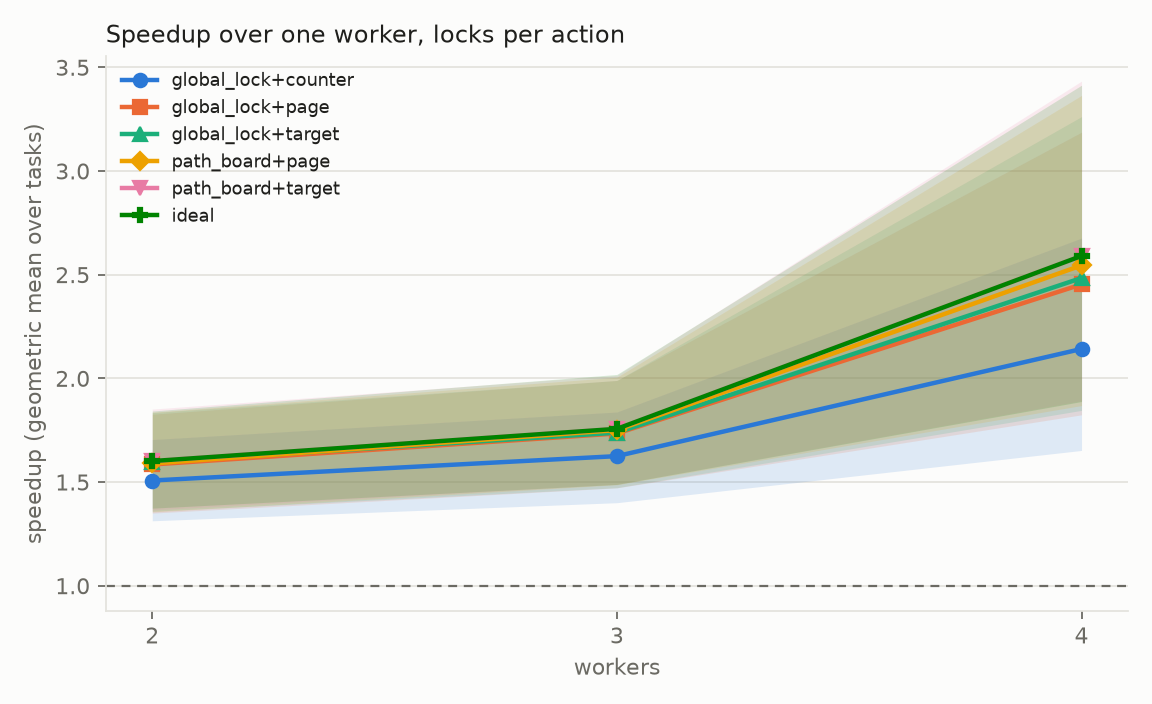 Speedup over one worker, locks per action
speedup (geometric mean over tasks)
3.5
3.0
2.5
2.0
1.5
1.0
global_lock+counter
global_lock+page
global_lock+target
path_board+page
path_board+target
ideal
2
3
4
workers